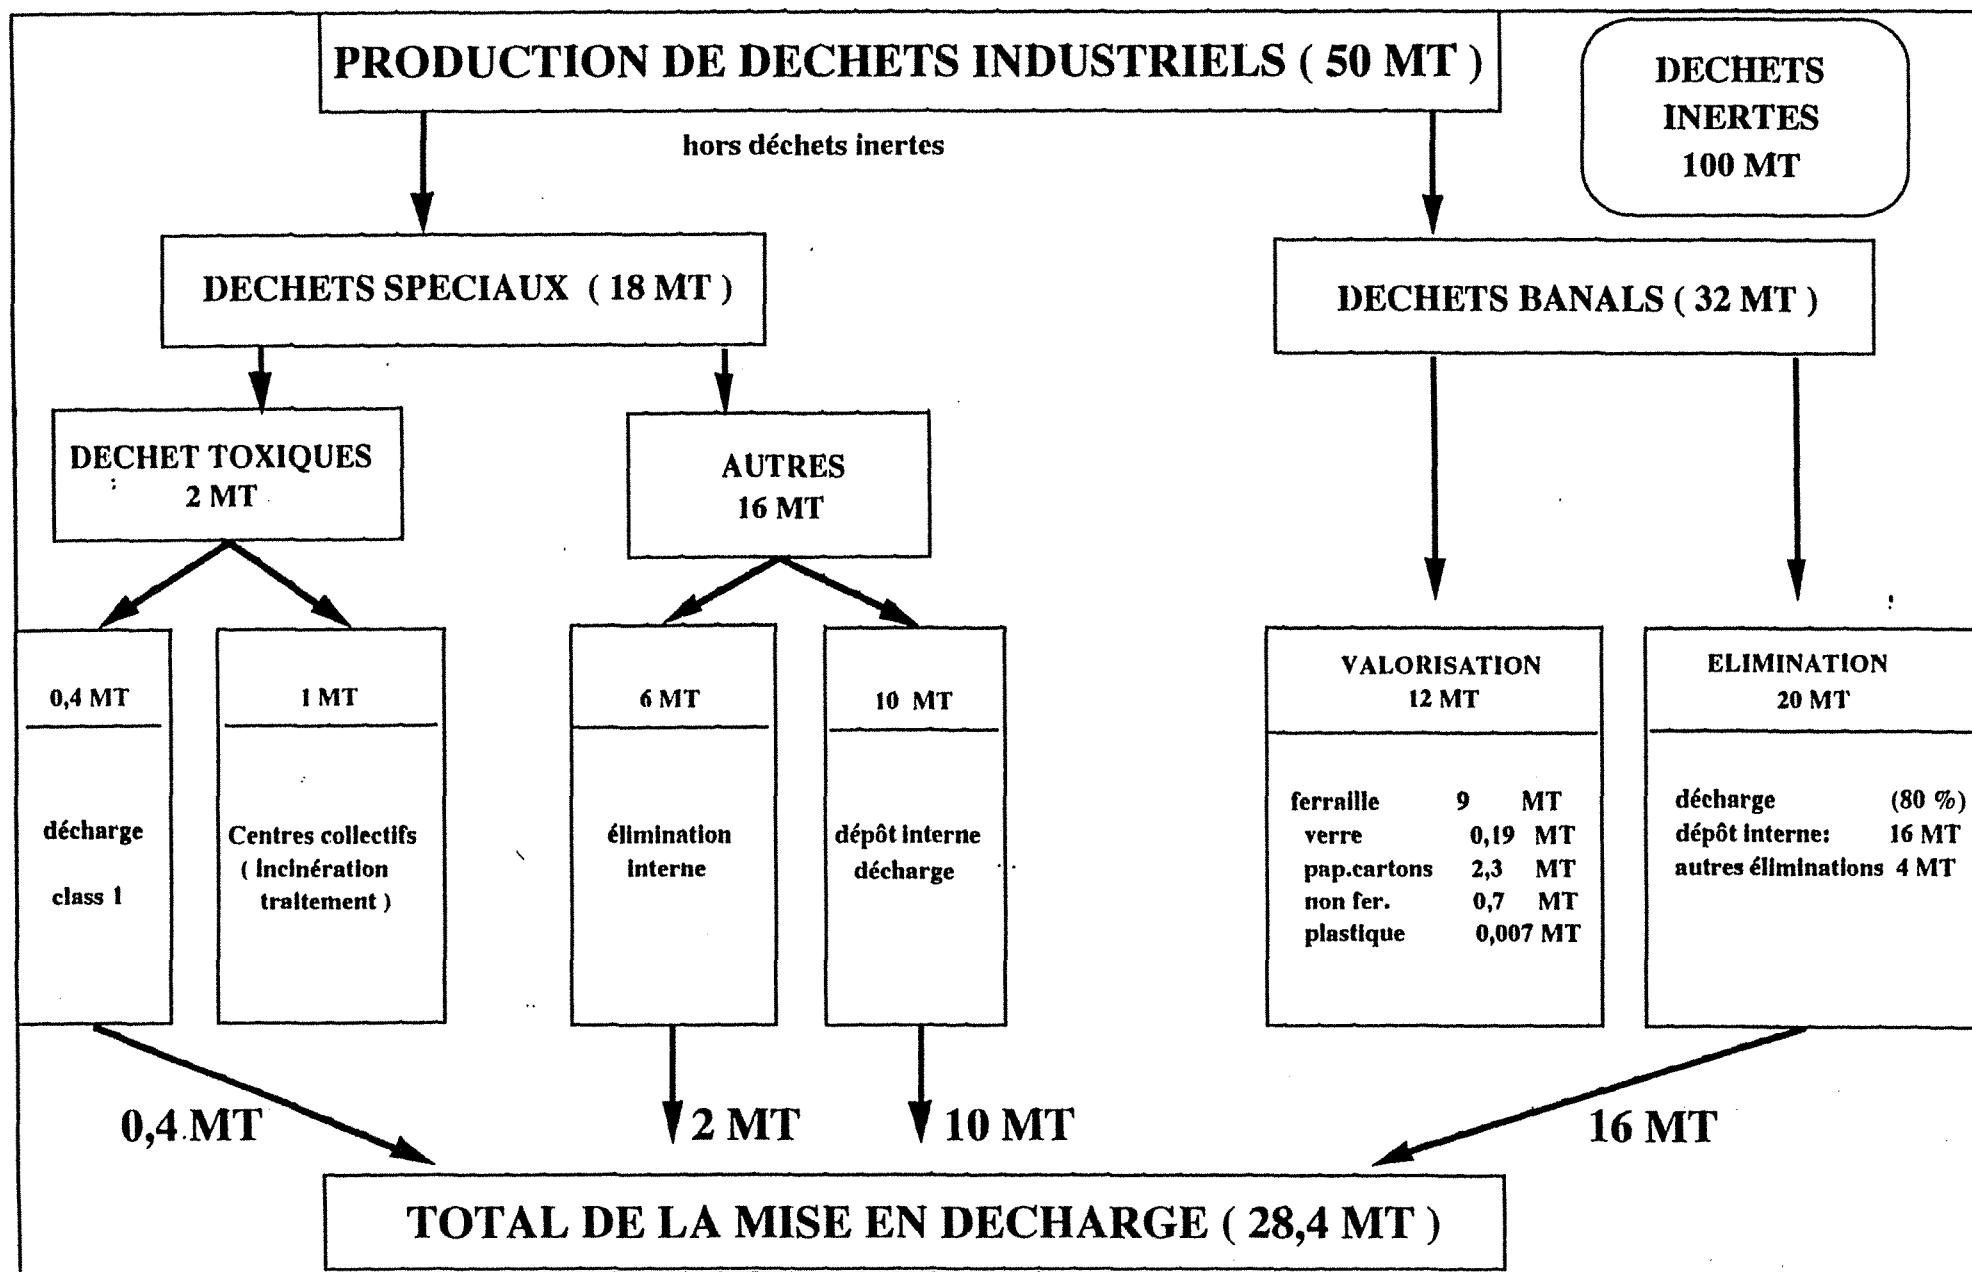 PRODUCTION DE DECHETS INDUSTRIELS ( 50 MT )
DECHETS
INERTES
100 MT
hors déchets inertes
DECHETS SPECIAUX ( 18 MT )
DECHETS BANALS ( 32 MT )
DECHET TOXIQUES
2 MT
AUTRES
16 MT
0,4 MT
décharge
class 1
1 MT
Centres collectifs
( Incinération
traitement )
6 MT
élimination
interne
10 MT
dépôt interne
décharge
VALORISATION
12 MT
ferraille 9 MT
verre 0,19 MT
pap.cartons 2,3 MT
non fer. 0,7 MT
plastique 0,007 MT
ELIMINATION
20 MT
décharge (80 %)
dépôt interne: 16 MT
autres éliminations 4 MT
0,4 MT
2 MT
10 MT
16 MT
TOTAL DE LA MISE EN DECHARGE ( 28,4 MT )